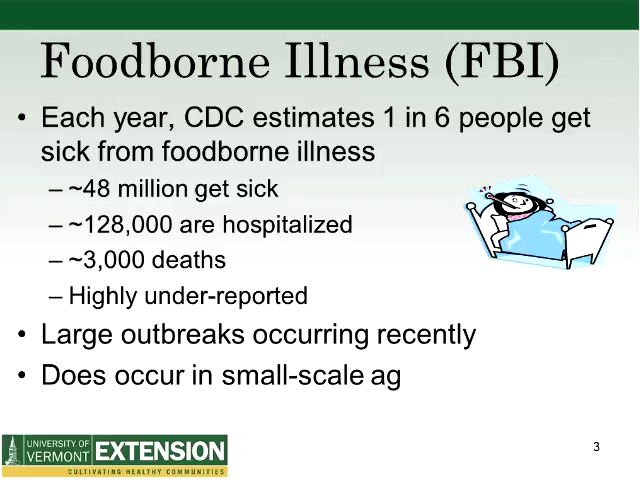 Foodborne Illness (FBI)
• Each year, CDC estimates 1 in 6 people get
sick from foodborne illness
– ~48 million get sick
– ~128,000 are hospitalized
– ~3,000 deaths
– Highly under-reported
• Large outbreaks occurring recently
• Does occur in small-scale ag
UNIVERSITY OF
VERMONT EXTENSION
CULTIVATING HEALTHY COMMUNITIES
3